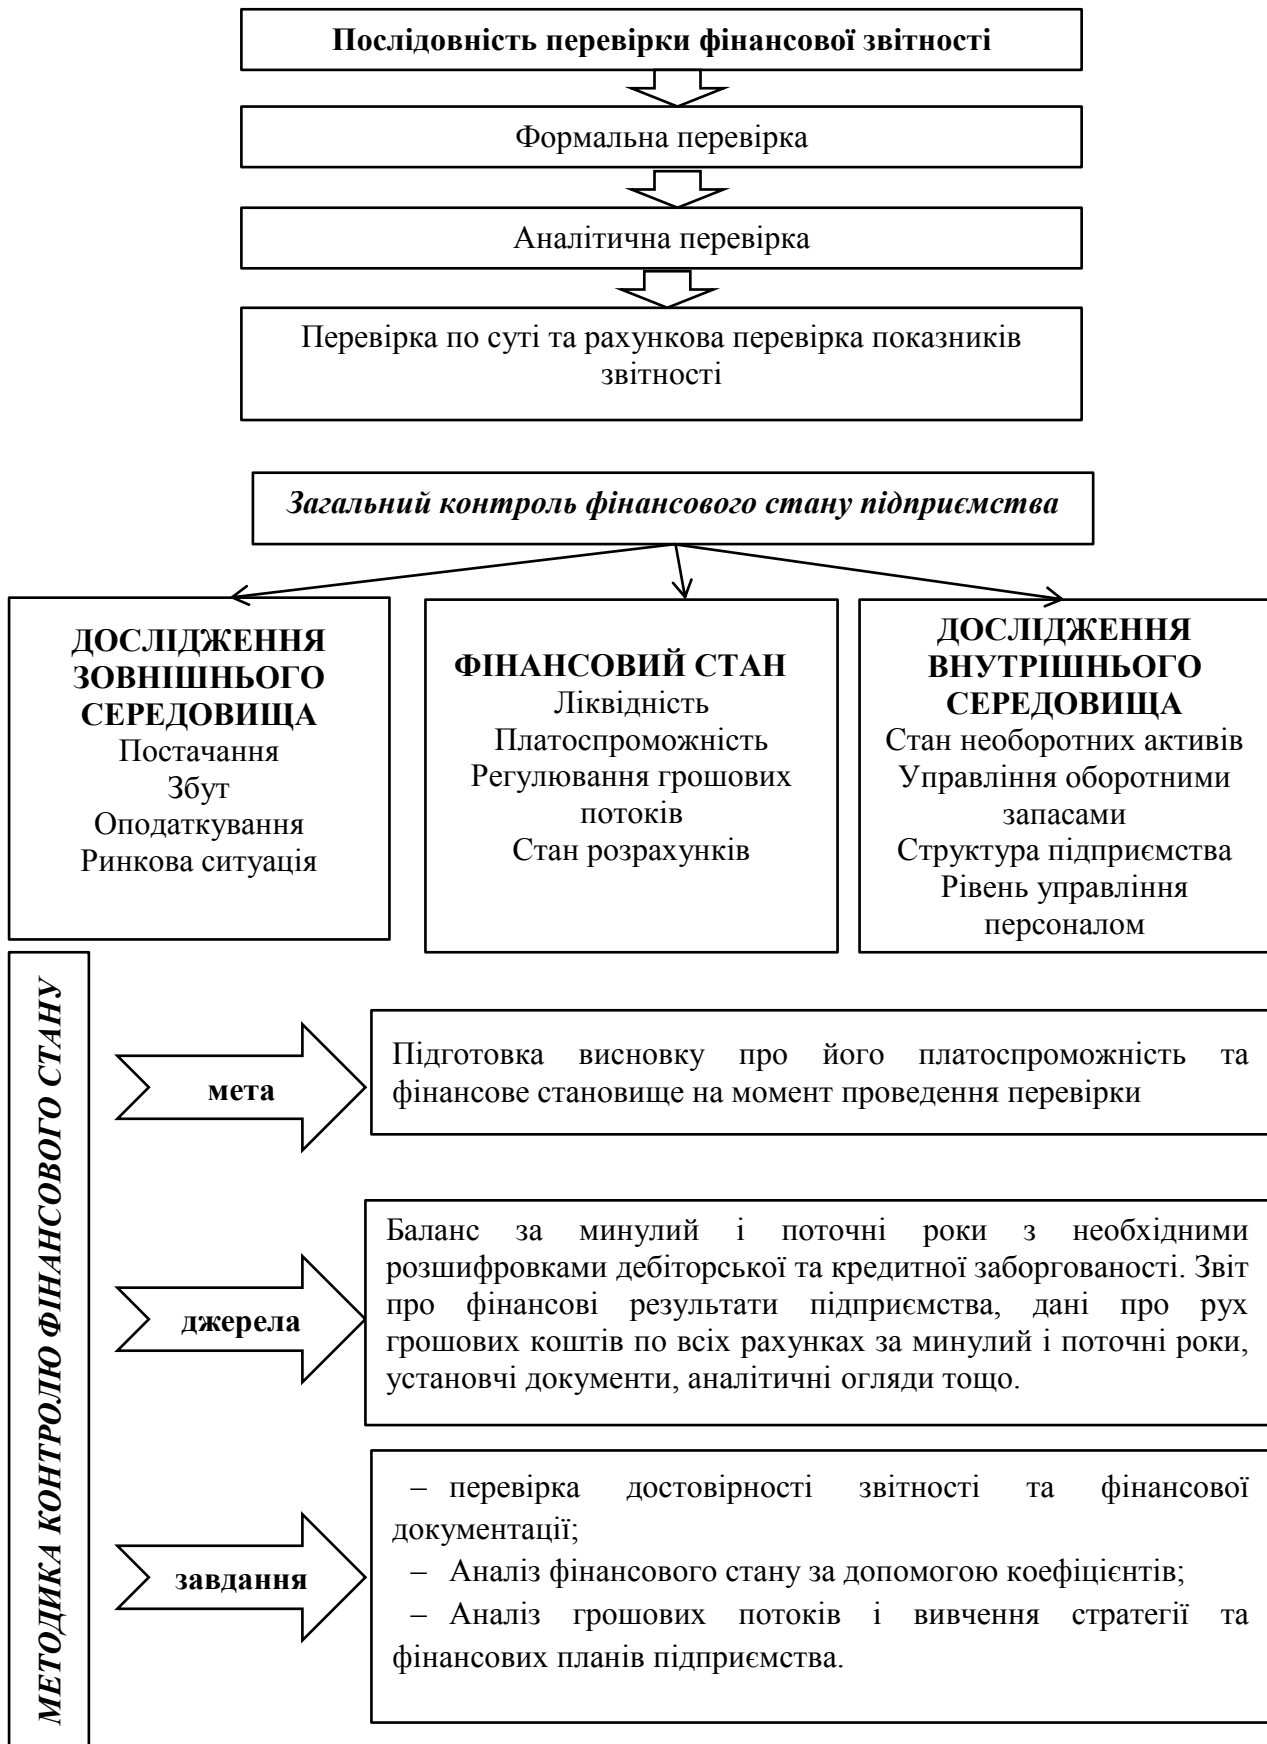 Послідовність перевірки фінансової звітності
Формальна перевірка
Аналітична перевірка
Перевірка по суті та рахункова перевірка показників
звітності
Загальний контроль фінансового стану підприємства
ДОСЛІДЖЕННЯ
ЗОВНІШНЬОГО
СЕРЕДОВИЩА
Постачання
Збут
Оподаткування
Ринкова ситуація
ФІНАНСОВИЙ СТАН
Ліквідність
Платоспроможність
Регулювання грошових
потоків
Стан розрахунків
ДОСЛІДЖЕННЯ
ВНУТРІШНЬОГО
СЕРЕДОВИЩА
Стан необоротних активів
Управління оборотними
запасами
Структура підприємства
Рівень управління
персоналом
МЕТОДИКА КОНТРОЛЮ ФІНАНСОВОГО СТАНУ
мета
Підготовка висновку про його платоспроможність та
фінансове становище на момент проведення перевірки
джерела
Баланс за минулий і поточні роки з необхідними
розшифровками дебіторської та кредитної заборгованості. Звіт
про фінансові результати підприємства, дані про рух
грошових коштів по всіх рахунках за минулий і поточні роки,
установчі документи, аналітичні огляди тощо.
завдання
– перевірка достовірності звітності та фінансової
документації;
– Аналіз фінансового стану за допомогою коефіцієнтів;
– Аналіз грошових потоків і вивчення стратегії та
фінансових планів підприємства.